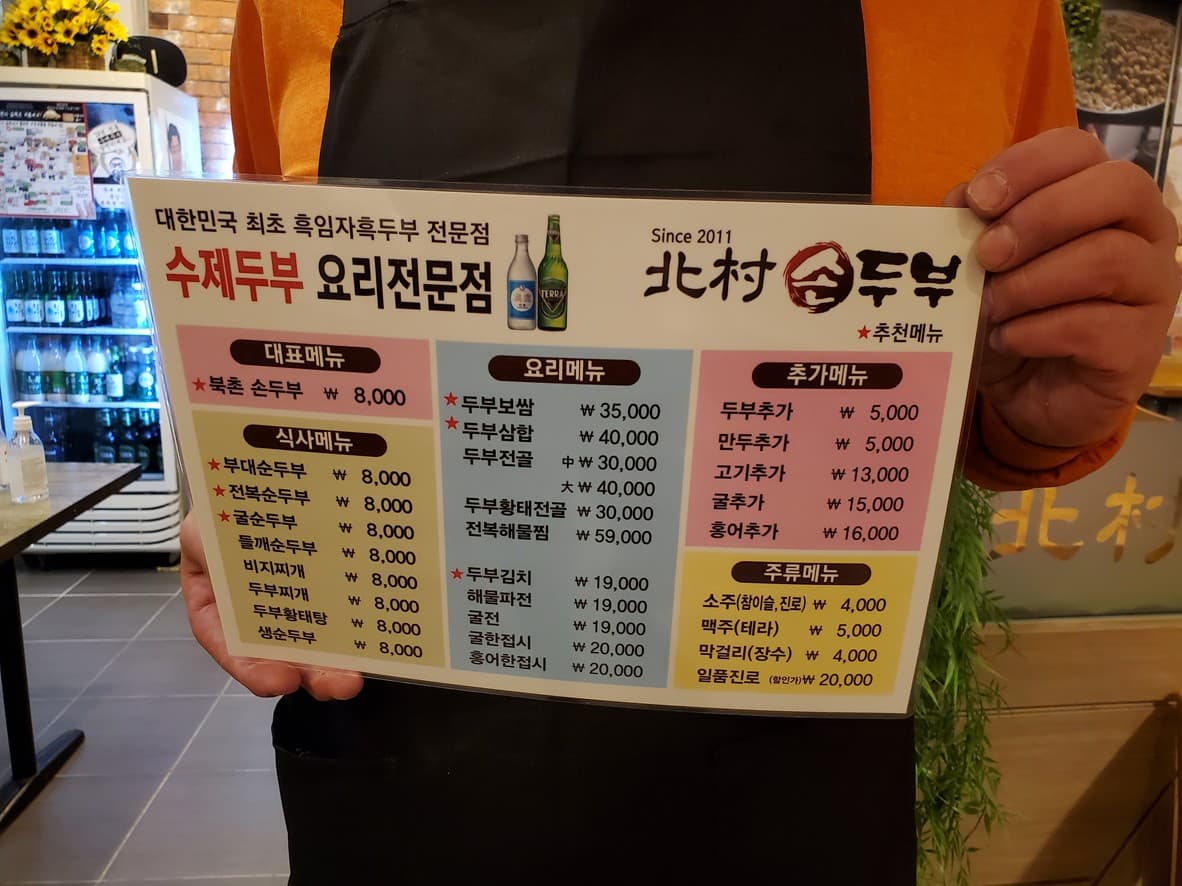 대한민국 최초 흑임자흑두부 전문점
수제두부 요리전문점
TERRA
Since 2011
北村 손두부
★추천메뉴
대표메뉴
★북촌 손두부 ₩ 8,000
식사메뉴
★부대순두부 ₩ 8,000
★전복순두부 ₩ 8,000
★굴순두부 ₩ 8,000
들깨순두부 ₩ 8,000
비지찌개 ₩ 8,000
두부찌개 ₩ 8,000
두부황태탕 ₩ 8,000
생순두부 ₩ 8,000
요리메뉴
★두부보쌈 ₩ 35,000
★두부삼합 ₩ 40,000
두부전골 中 ₩ 30,000
大 ₩ 40,000
두부황태전골 ₩ 30,000
전복해물찜 ₩ 59,000
★두부김치 ₩ 19,000
해물파전 ₩ 19,000
굴전 ₩ 19,000
굴한접시 ₩ 20,000
홍어한접시 ₩ 20,000
추가메뉴
두부추가 ₩ 5,000
만두추가 ₩ 5,000
고기추가 ₩ 13,000
굴추가 ₩ 15,000
홍어추가 ₩ 16,000
주류메뉴
소주(참이슬,진로) ₩ 4,000
맥주(테라) ₩ 5,000
막걸리(장수) ₩ 4,000
일품진로 (할인가)₩ 20,000
北村